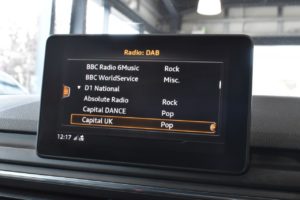 Radio: DAB
BBC Radio 6Music Rock
BBC WorldService Misc.
D1 National
Absolute Radio Rock
Capital DANCE Pop
Capital UK Pop
12:17